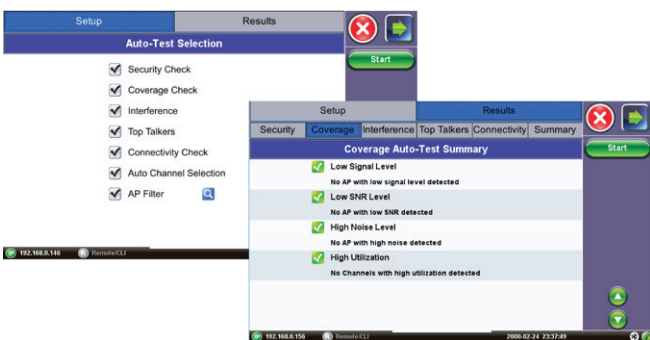 Setup Results
Auto-Test Selection
Start
Security Check
Coverage Check
Interference
Top Talkers
Connectivity Check
Auto Channel Selection
AP Filter
IP 192.168.0.146 R Remote/CLI
Setup Results
Security Coverage Interference Top Talkers Connectivity Summary
Coverage Auto-Test Summary
Start
Low Signal Level
No AP with low signal level detected
Low SNR Level
No AP with low SNR detected
High Noise Level
No AP with high noise detected
High Utilization
No Channels with high utilization detected
IP 192.168.0.156 R Remote/CLI 2000-02-24 23:37:49